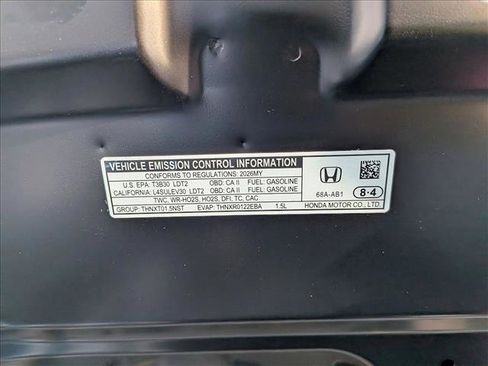 VEHICLE EMISSION CONTROL INFORMATION
CONFORMS TO REGULATIONS: 2026MY
U.S. EPA: T3B30 LDT2 OBD: CA II FUEL: GASOLINE
CALIFORNIA: L4SULEV30 LDT2 OBD: CA II FUEL: GASOLINE
TWC, WR-HO2S, HO2S, DFI, TC, CAC
GROUP: THNXT01.5NST EVAP: THNXR0122EBA 1.5L
68A-AB1 8·4
HONDA MOTOR CO., LTD.